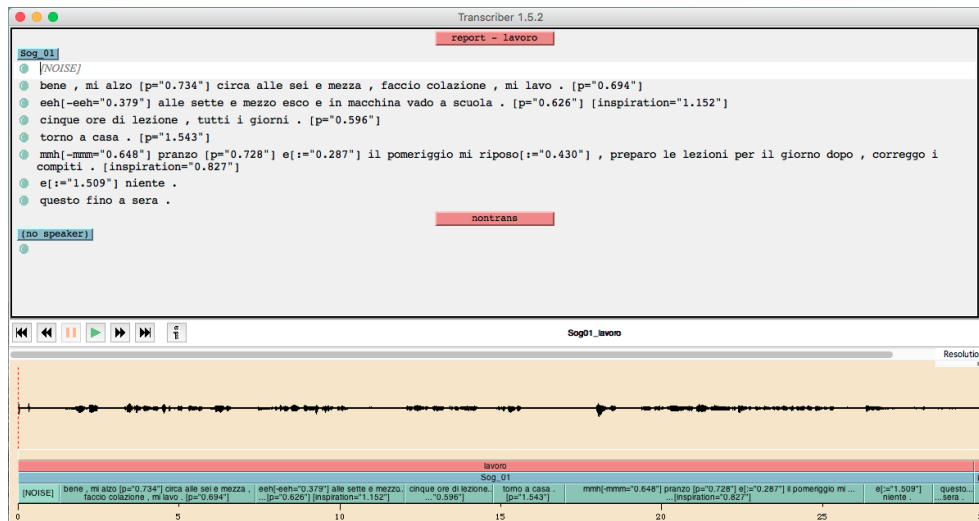 Transcriber 1.5.2
report - lavoro
Sog_01
[NOISE]
bene , mi alzo [p="0.734"] circa alle sei e mezza , faccio colazione , mi lavo . [p="0.694"]
eeh[-eeh="0.379"] alle sette e mezzo esco e in macchina vado a scuola . [p="0.626"] [inspiration="1.152"]
cinque ore di lezione , tutti i giorni . [p="0.596"]
torno a casa . [p="1.543"]
mmh[-mmm="0.648"] pranzo [p="0.728"] e[:="0.287"] il pomeriggio mi riposo[:="0.430"] , preparo le lezioni per il giorno dopo , correggo i
compiti . [inspiration="0.827"]
e[:="1.509"] niente .
questo fino a sera .
nontrans
(no speaker)
Sog01_lavoro
Resolutio
lavoro
Sog_01
[NOISE]
bene , mi alzo [p="0.734"] circa alle sei e mezza ,
faccio colazione , mi lavo . [p="0.694"]
eeh[-eeh="0.379"] alle sette e mezzo.
...[p="0.626"] [inspiration="1.152"]
cinque ore di lezione.
..."0.596"]
torno a casa .
[p="1.543"]
mmh[-mmm="0.648"] pranzo [p="0.728"] e[:="0.287"] il pomeriggio mi ...
...[inspiration="0.827"]
e[:="1.509"]
niente .
questo...
...sera .
0 5 10 15 20 25